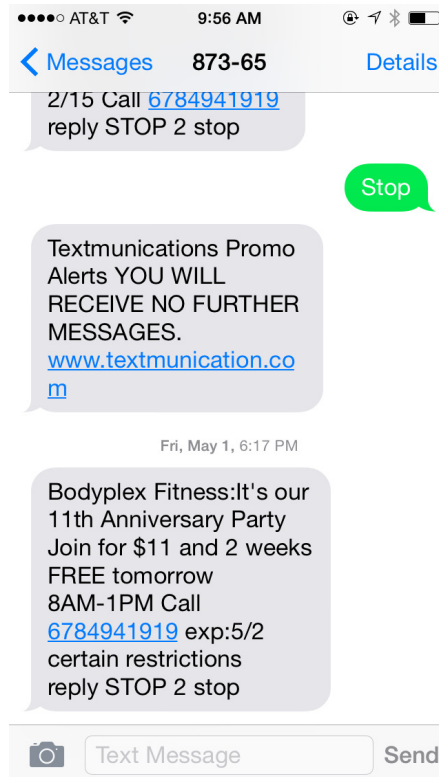 AT&T 9:56 AM
Messages 873-65 Details
2/15 Call 6784941919
reply STOP 2 stop
Stop
Textmunications Promo
Alerts YOU WILL
RECEIVE NO FURTHER
MESSAGES.
www.textmunication.co
m
Fri, May 1, 6:17 PM
Bodyplex Fitness:It's our
11th Anniversary Party
Join for $11 and 2 weeks
FREE tomorrow
8AM-1PM Call
6784941919 exp:5/2
certain restrictions
reply STOP 2 stop
Text Message Send